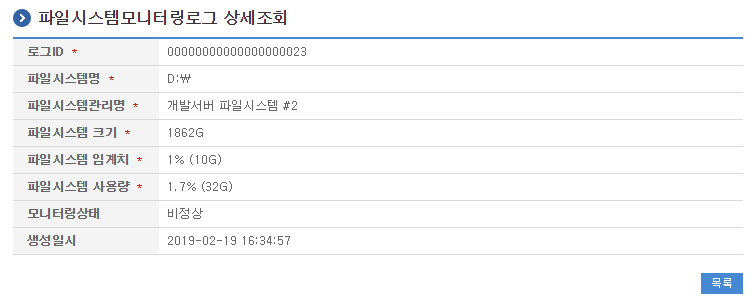 파일시스템모니터링로그 상세조회
로그ID * 00000000000000000023
파일시스템명 * D:₩
파일시스템관리명 * 개발서버 파일시스템 #2
파일시스템 크기 * 1862G
파일시스템 임계치 * 1% (10G)
파일시스템 사용량 * 1.7% (32G)
모니터링상태 비정상
생성일시 2019-02-19 16:34:57
목록